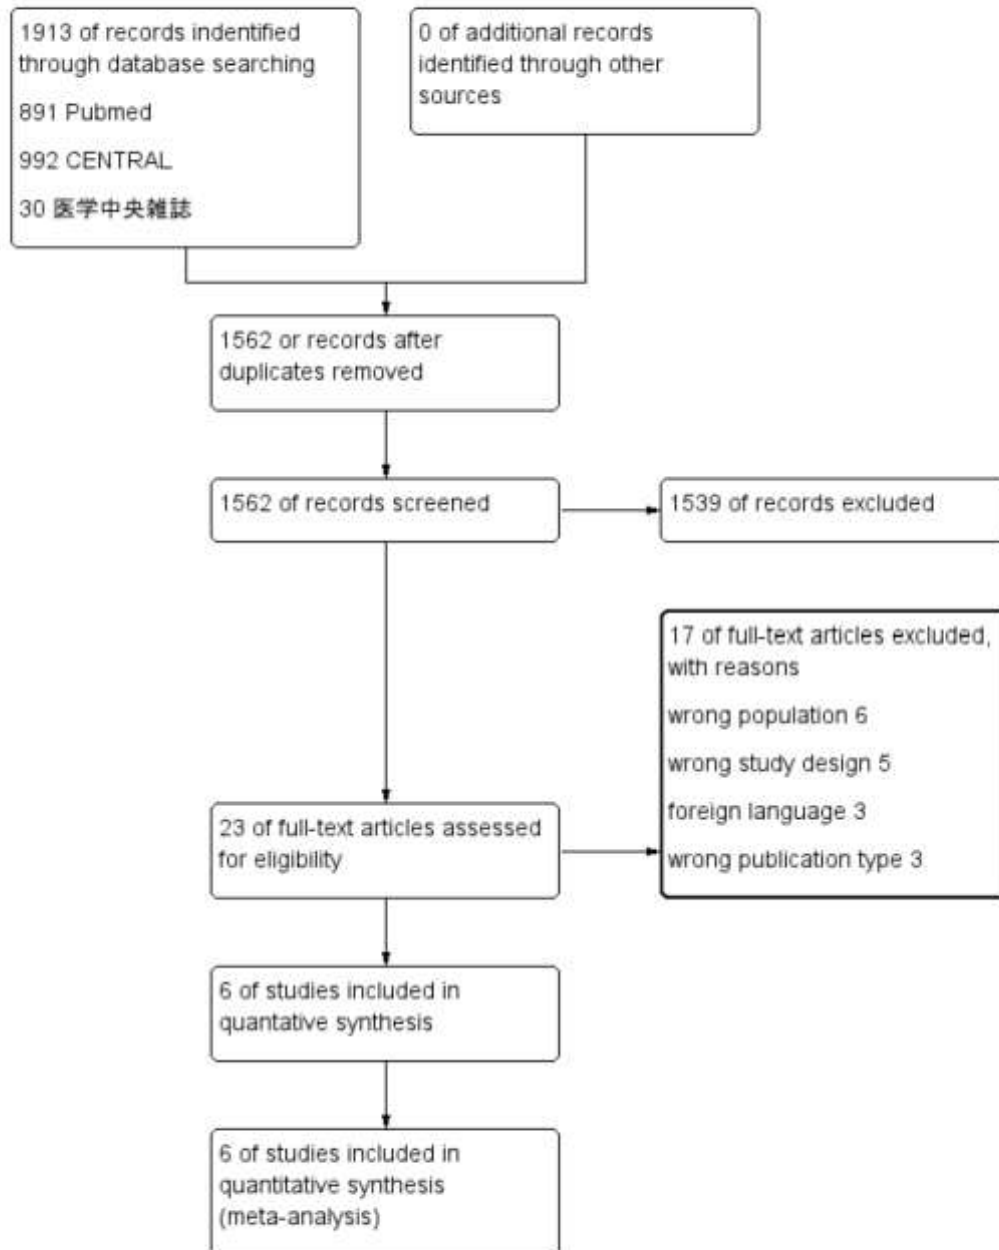 1913 of records indentified
through database searching
891 Pubmed
992 CENTRAL
30 医学中央雑誌
0 of additional records
identified through other
sources
1562 or records after
duplicates removed
1562 of records screened
1539 of records excluded
17 of full-text articles excluded,
with reasons
wrong population 6
wrong study design 5
foreign language 3
wrong publication type 3
23 of full-text articles assessed
for eligibility
6 of studies included in
quantative synthesis
6 of studies included in
quantitative synthesis
(meta-analysis)